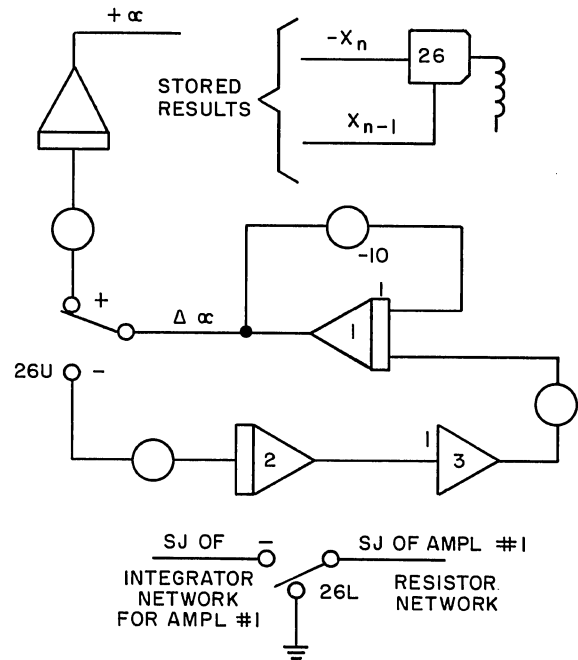 + ∝
STORED
RESULTS
-Xn
26
Xn-1
-10
1
1
Δ ∝
+
26U
-
2
1
3
SJ OF
-
SJ OF AMPL #1
INTEGRATOR
NETWORK
FOR AMPL #1
26L
RESISTOR
NETWORK